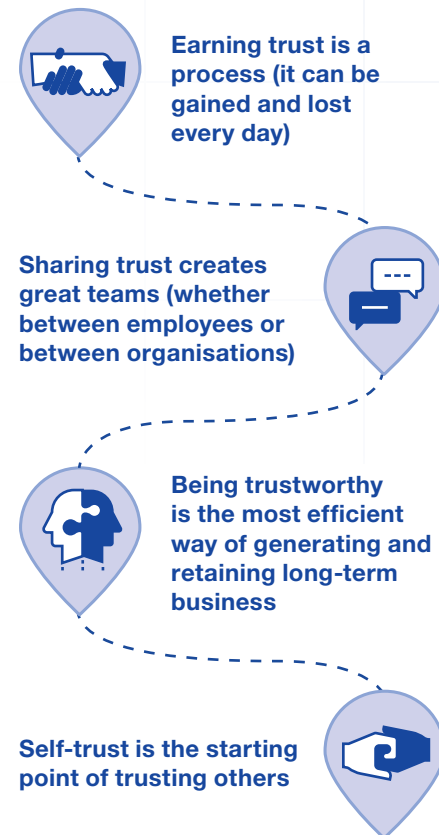 Earning trust is a
process (it can be
gained and lost
every day)
Sharing trust creates
great teams (whether
between employees or
between organisations)
Being trustworthy
is the most efficient
way of generating and
retaining long-term
business
Self-trust is the starting
point of trusting others